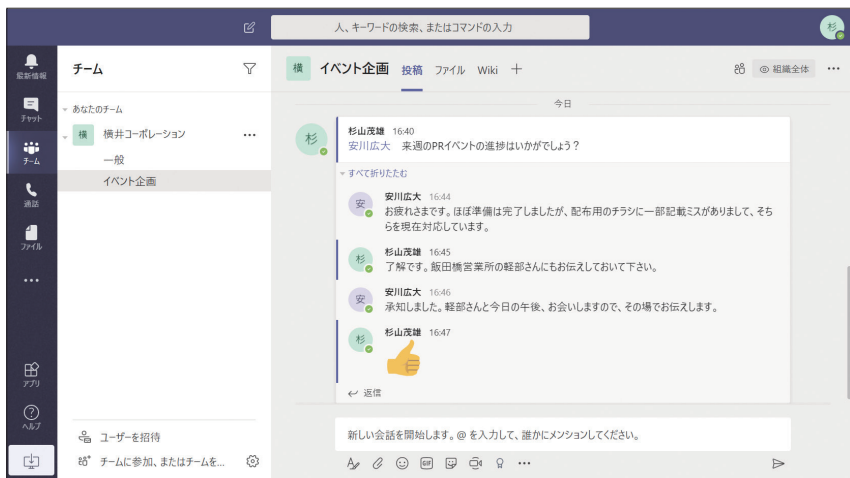 人、キーワードの検索、またはコマンドの入力
杉
最新情報
チャット
チーム
通話
ファイル
アプリ
ヘルプ
チーム
あなたのチーム
横 横井コーポレーション
一般
イベント企画
ユーザーを招待
チームに参加、またはチームを...
横 イベント企画 投稿 ファイル Wiki
組織全体
今日
杉
杉山茂雄 16:40
安川広大 来週のPRイベントの進捗はいかがでしょう？
すべて折りたたむ
安
安川広大 16:44
お疲れさまです。ほぼ準備は完了しましたが、配布用のチラシに一部記載ミスがありまして、そち
らを現在対応しています。
杉
杉山茂雄 16:45
了解です。飯田橋営業所の軽部さんにもお伝えしておいて下さい。
安
安川広大 16:46
承知しました。軽部さんと今日の午後、お会いしますので、その場でお伝えします。
杉
杉山茂雄 16:47
返信
新しい会話を開始します。@ を入力して、誰かにメンションしてください。
GIF